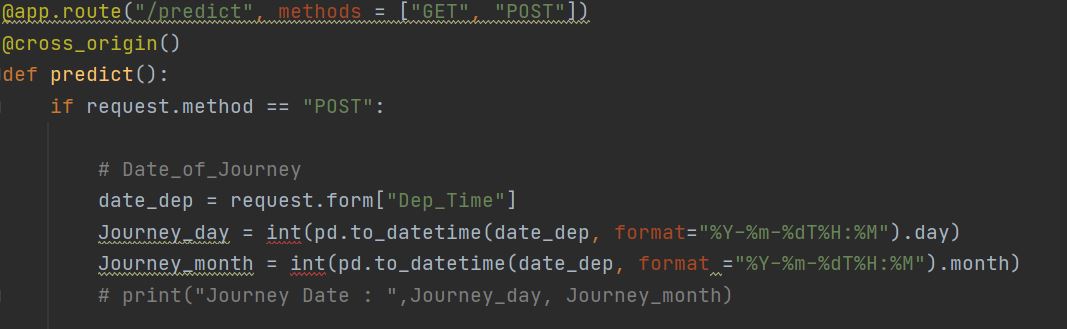 @app.route("/predict", methods = ["GET", "POST"])
@cross_origin()
def predict():
    if request.method == "POST":

        # Date_of_Journey
        date_dep = request.form["Dep_Time"]
        Journey_day = int(pd.to_datetime(date_dep, format="%Y-%m-%dT%H:%M").day)
        Journey_month = int(pd.to_datetime(date_dep, format ="%Y-%m-%dT%H:%M").month)
        # print("Journey Date : ",Journey_day, Journey_month)